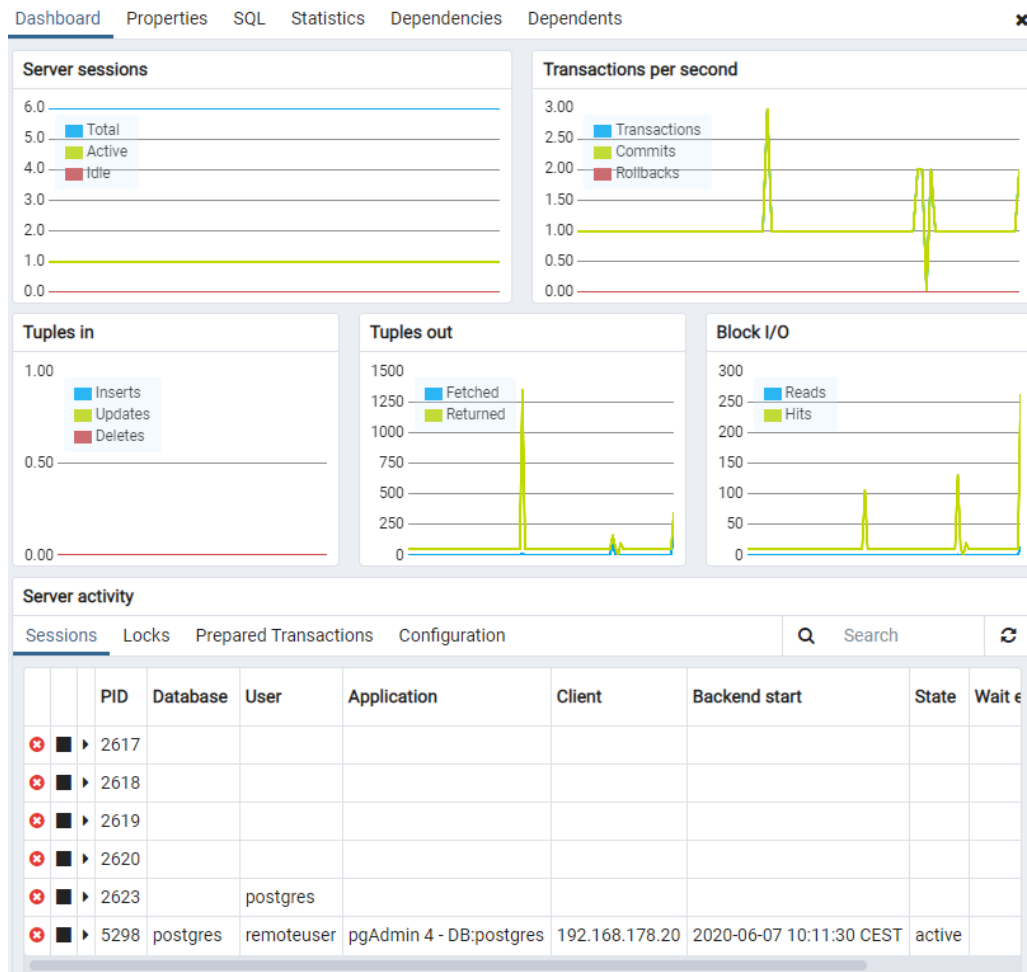 Dashboard Properties SQL Statistics Dependencies Dependents
Server sessions
6.0
5.0
4.0
3.0
2.0
1.0
0.0
Total
Active
Idle
Transactions per second
3.00
2.50
2.00
1.50
1.00
0.50
0.00
Transactions
Commits
Rollbacks
Tuples in
1.00
0.50
0.00
Inserts
Updates
Deletes
Tuples out
1500
1250
1000
750
500
250
0
Fetched
Returned
Block I/O
300
250
200
150
100
50
0
Reads
Hits
Server activity
Sessions Locks Prepared Transactions Configuration Search
PID Database User Application Client Backend start State Wait e
2617
2618
2619
2620
2623 postgres
5298 postgres remoteuser pgAdmin 4 - DB:postgres 192.168.178.20 2020-06-07 10:11:30 CEST active